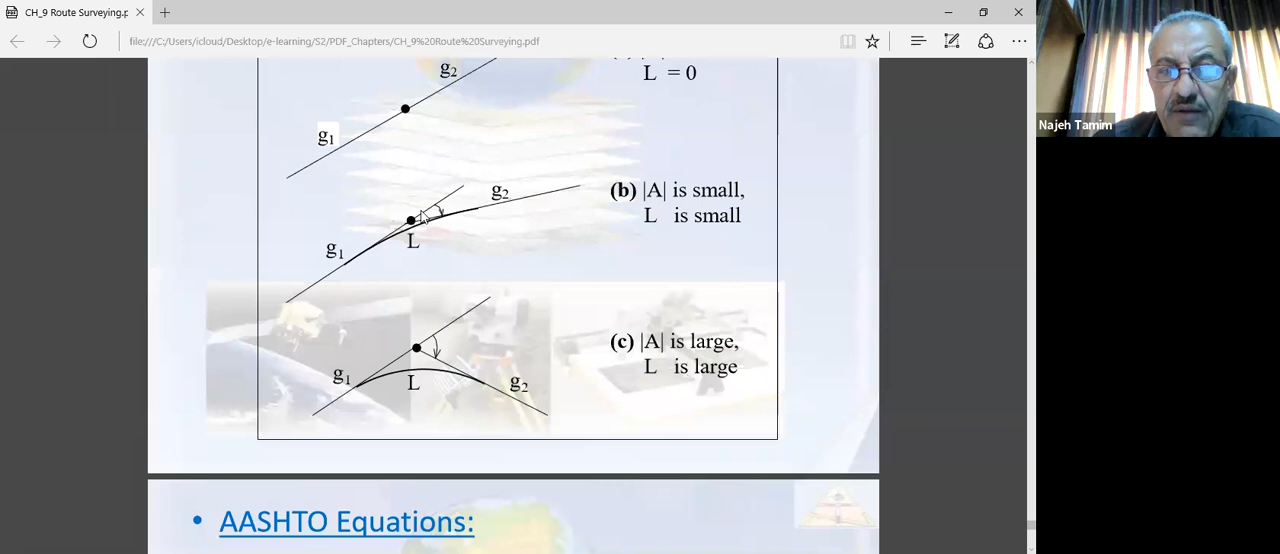 CH_9 Route Surveying.p
file:///C:/Users/icloud/Desktop/e-learning/S2/PDF_Chapters/CH_9%20Route%20Surveying.pdf
Najeh Tamim
g₂
L = 0
g₁
g₂
(b) |A| is small,
L is small
L
g₁
(c) |A| is large,
L is large
g₁
L
g₂
• AASHTO Equations: